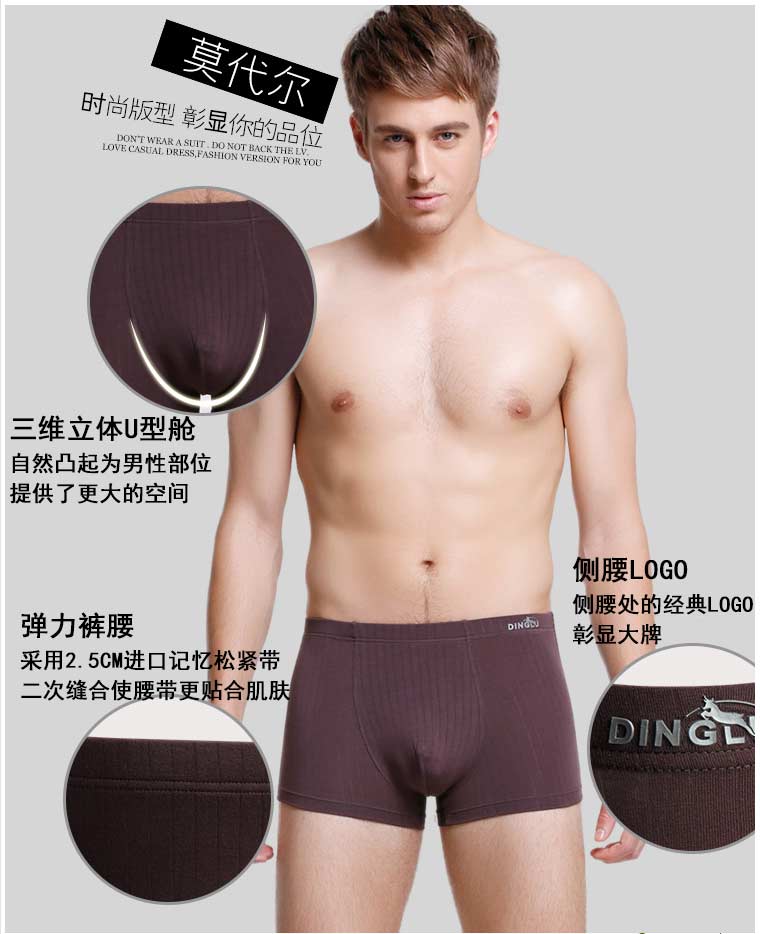 莫代尔
时尚版型 彰显你的品位
DON'T WEAR A SUIT . DO NOT BACK THE LV.
LOVE CASUAL DRESS,FASHION VERSION FOR YOU
三维立体U型舱
自然凸起为男性部位
提供了更大的空间
侧腰LOGO
侧腰处的经典LOGO
彰显大牌
弹力裤腰
采用2.5CM进口记忆松紧带
二次缝合使腰带更贴合肌肤
DINGLU
DINGLU